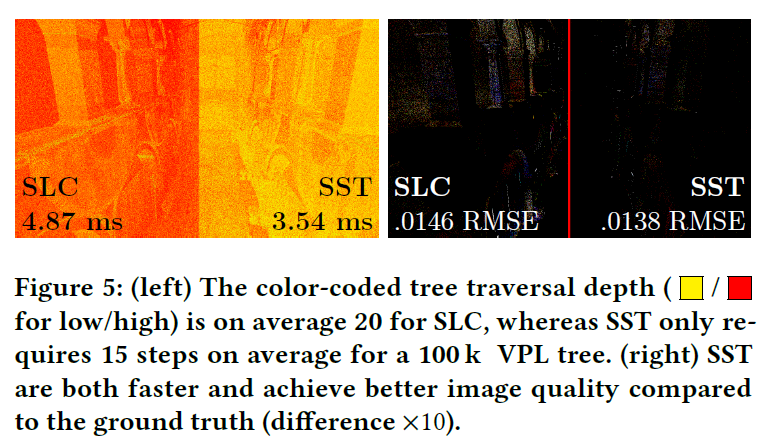 SLC
SST
4.87 ms
3.54 ms
SLC
SST
.0146 RMSE
.0138 RMSE
Figure 5: (left) The color-coded tree traversal depth ( / 
for low/high) is on average 20 for SLC, whereas SST only re-
quires 15 steps on average for a 100 k VPL tree. (right) SST
are both faster and achieve better image quality compared
to the ground truth (difference ×10).